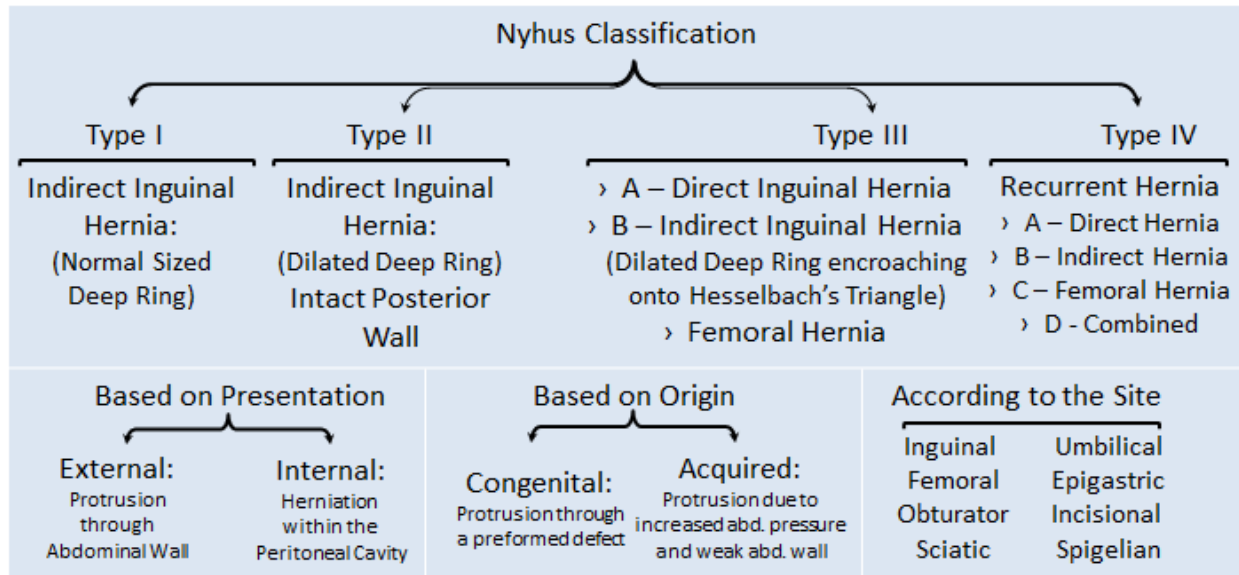 Nyhus Classification
Type I
Indirect Inguinal
Hernia:
(Normal Sized
Deep Ring)
Type II
Indirect Inguinal
Hernia:
(Dilated Deep Ring)
Intact Posterior
Wall
Type III
› A – Direct Inguinal Hernia
› B – Indirect Inguinal Hernia
(Dilated Deep Ring encroaching
onto Hesselbach's Triangle)
› Femoral Hernia
Type IV
Recurrent Hernia
› A – Direct Hernia
› B – Indirect Hernia
› C – Femoral Hernia
› D - Combined
Based on Presentation
External:
Protrusion
through
Abdominal Wall
Internal:
Herniation
within the
Peritoneal Cavity
Based on Origin
Congenital:
Protrusion through
a preformed defect
Acquired:
Protrusion due to
increased abd. pressure
and weak abd. wall
According to the Site
Inguinal
Femoral
Obturator
Sciatic
Umbilical
Epigastric
Incisional
Spigelian